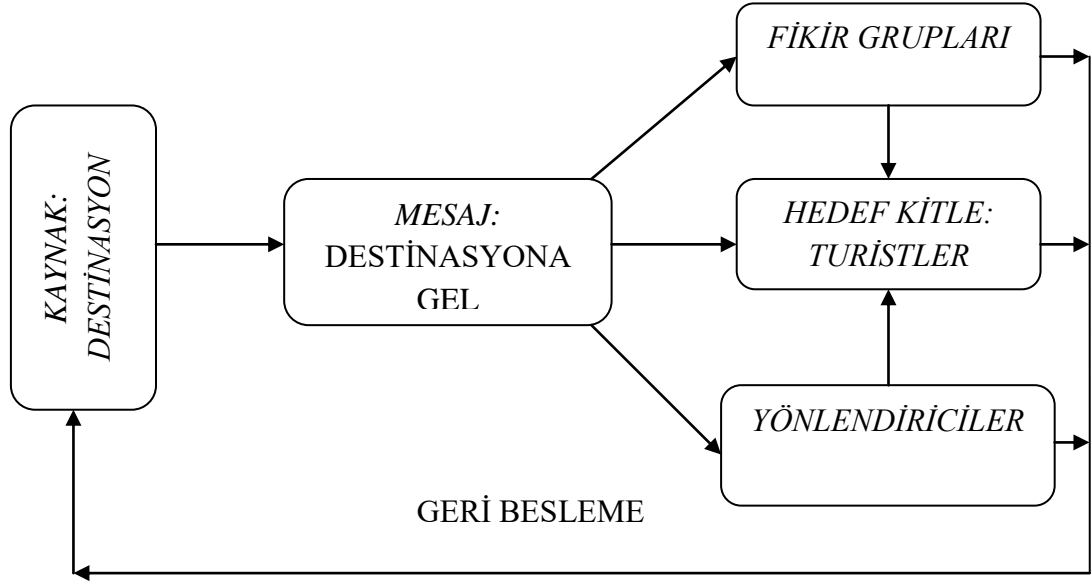 KAYNAK:
DESTİNASYON
MESAJ:
DESTİNASYONA
GEL
FİKİR GRUPLARI
HEDEF KİTLE:
TURİSTLER
YÖNLENDİRİCİLER
GERİ BESLEME